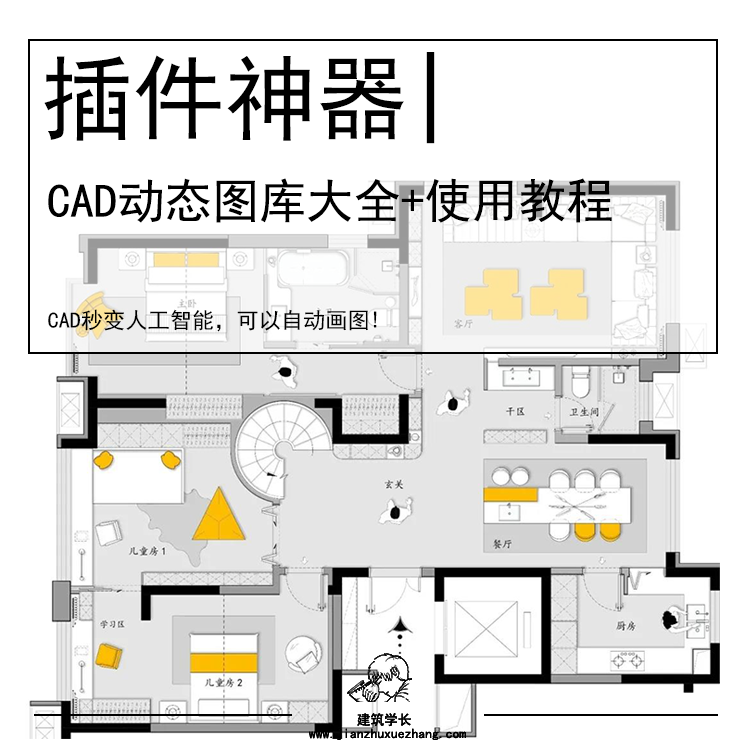 插件神器|
CAD动态图库大全+使用教程
主卧
CAD秒变人工智能，可以自动画图！
客厅
干区
卫生间
玄关
儿童房1
餐厅
学习区
厨房
儿童房2
建筑学长
www.jianzhuxuezhang.com